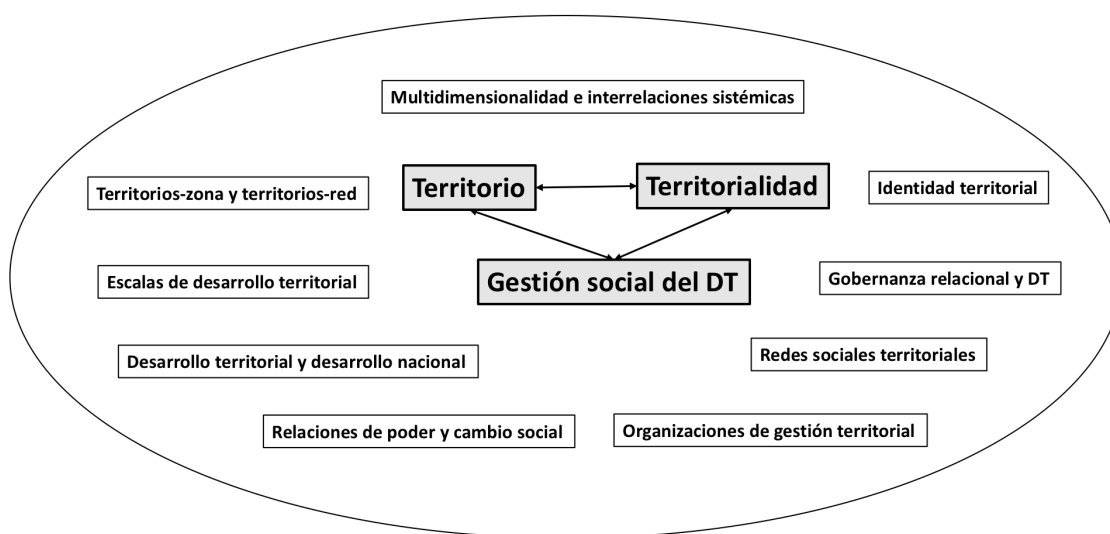 Multidimensionalidad e interrelaciones sistémicas
Territorio
Territorialidad
Territorios-zona y territorios-red
Identidad territorial
Gestión social del DT
Escalas de desarrollo territorial
Gobernanza relacional y DT
Desarrollo territorial y desarrollo nacional
Redes sociales territoriales
Relaciones de poder y cambio social
Organizaciones de gestión territorial